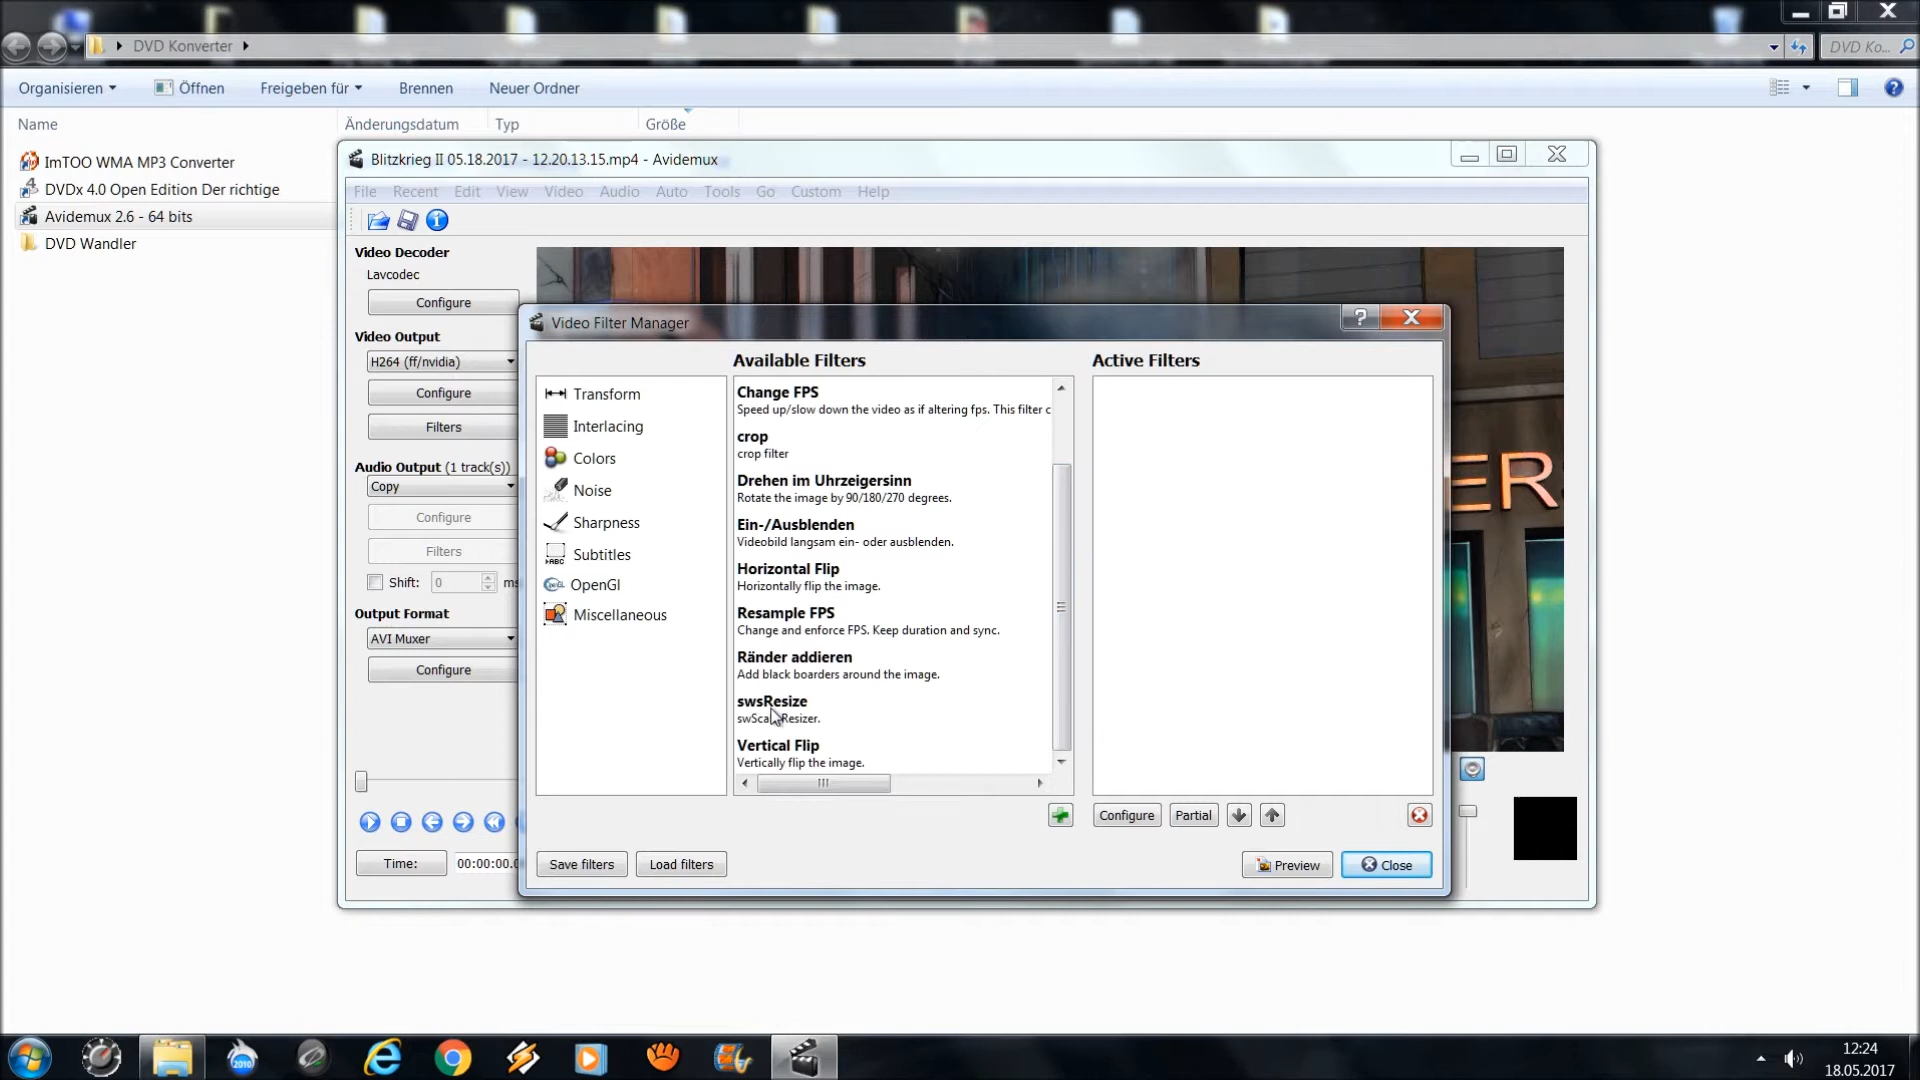 DVD Konverter
DVD Ko...
Organisieren
Öffnen
Freigeben für
Brennen
Neuer Ordner
Name
Änderungsdatum
Typ
Größe
ImTOO WMA MP3 Converter
DVDx 4.0 Open Edition Der richtige
Avidemux 2.6 - 64 bits
DVD Wandler
Blitzkrieg II 05.18.2017 - 12.20.13.15.mp4 - Avidemux
File Recent Edit View Video Audio Auto Tools Go Custom Help
Video Decoder
Lavcodec
Configure
Video Output
H264 (ff/nvidia)
Configure
Filters
Audio Output (1 track(s))
Copy
Configure
Filters
Shift: 0 ms
Output Format
AVI Muxer
Configure
Time: 00:00:00.0
Video Filter Manager
Available Filters
Active Filters
Transform
Interlacing
Colors
Noise
Sharpness
Subtitles
OpenGl
Miscellaneous
Change FPS
Speed up/slow down the video as if altering fps. This filter c
crop
crop filter
Drehen im Uhrzeigersinn
Rotate the image by 90/180/270 degrees.
Ein-/Ausblenden
Videobild langsam ein- oder ausblenden.
Horizontal Flip
Horizontally flip the image.
Resample FPS
Change and enforce FPS. Keep duration and sync.
Ränder addieren
Add black boarders around the image.
swsResize
swScale Resizer.
Vertical Flip
Vertically flip the image.
Configure
Partial
Save filters
Load filters
Preview
Close
ERS
2010
12:24
18.05.2017